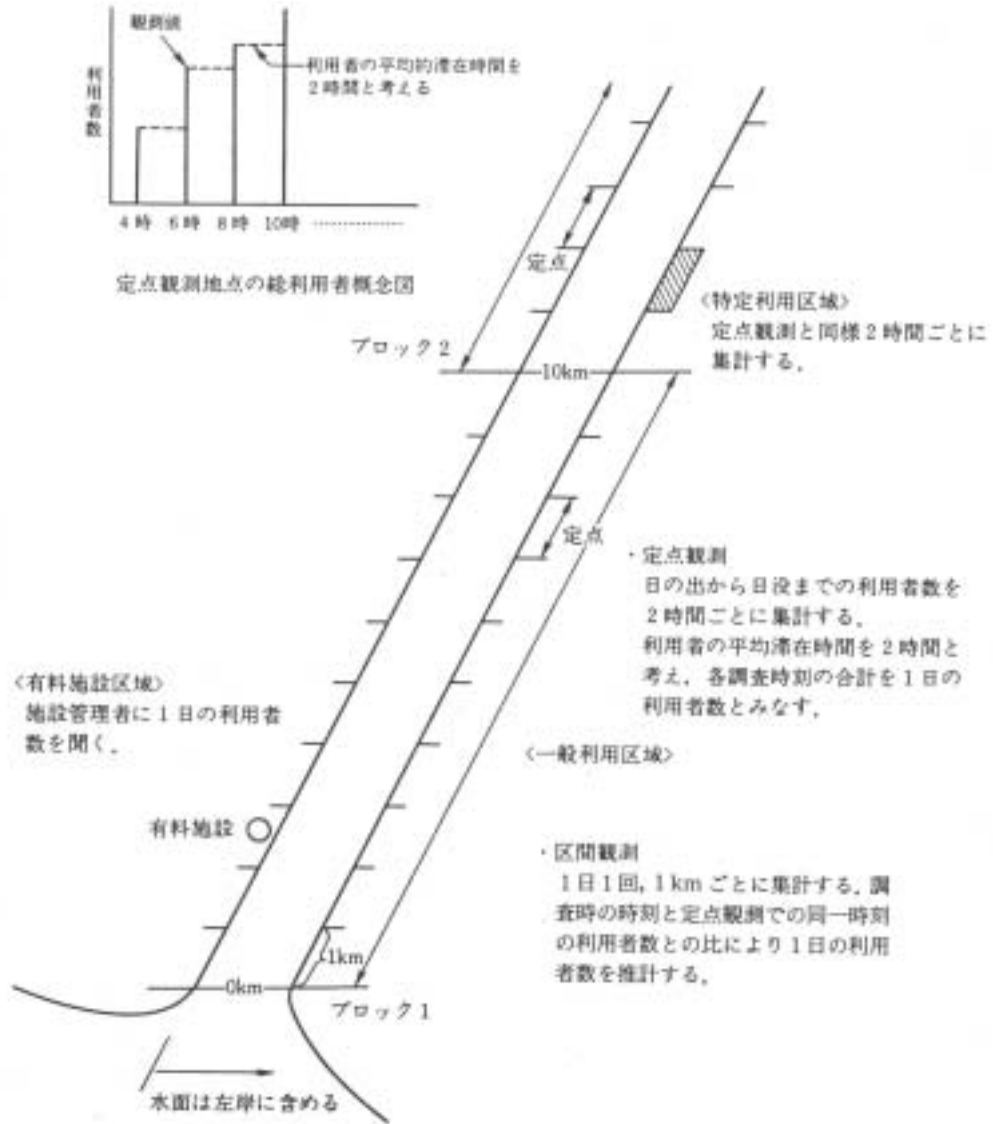 観測値
利用者の平均的滞在時間を
2時間と考える
利用者数
4時 6時 8時 10時 ……………
定点観測地点の総利用者概念図
定点
ブロック2
〈特定利用区域〉
定点観測と同様2時間ごとに
集計する。
10km
定点
・定点観測
日の出から日没までの利用者数を
2時間ごとに集計する。
利用者の平均滞在時間を2時間と
考え，各調査時刻の合計を1日の
利用者数とみなす。
〈有料施設区域〉
施設管理者に1日の利用者
数を聞く。
〈一般利用区域〉
有料施設
・区間観測
1日1回，1kmごとに集計する。調
査時の時刻と定点観測での同一時刻
の利用者数との比により1日の利用
者数を推計する。
1km
0km
ブロック1
水面は左岸に含める